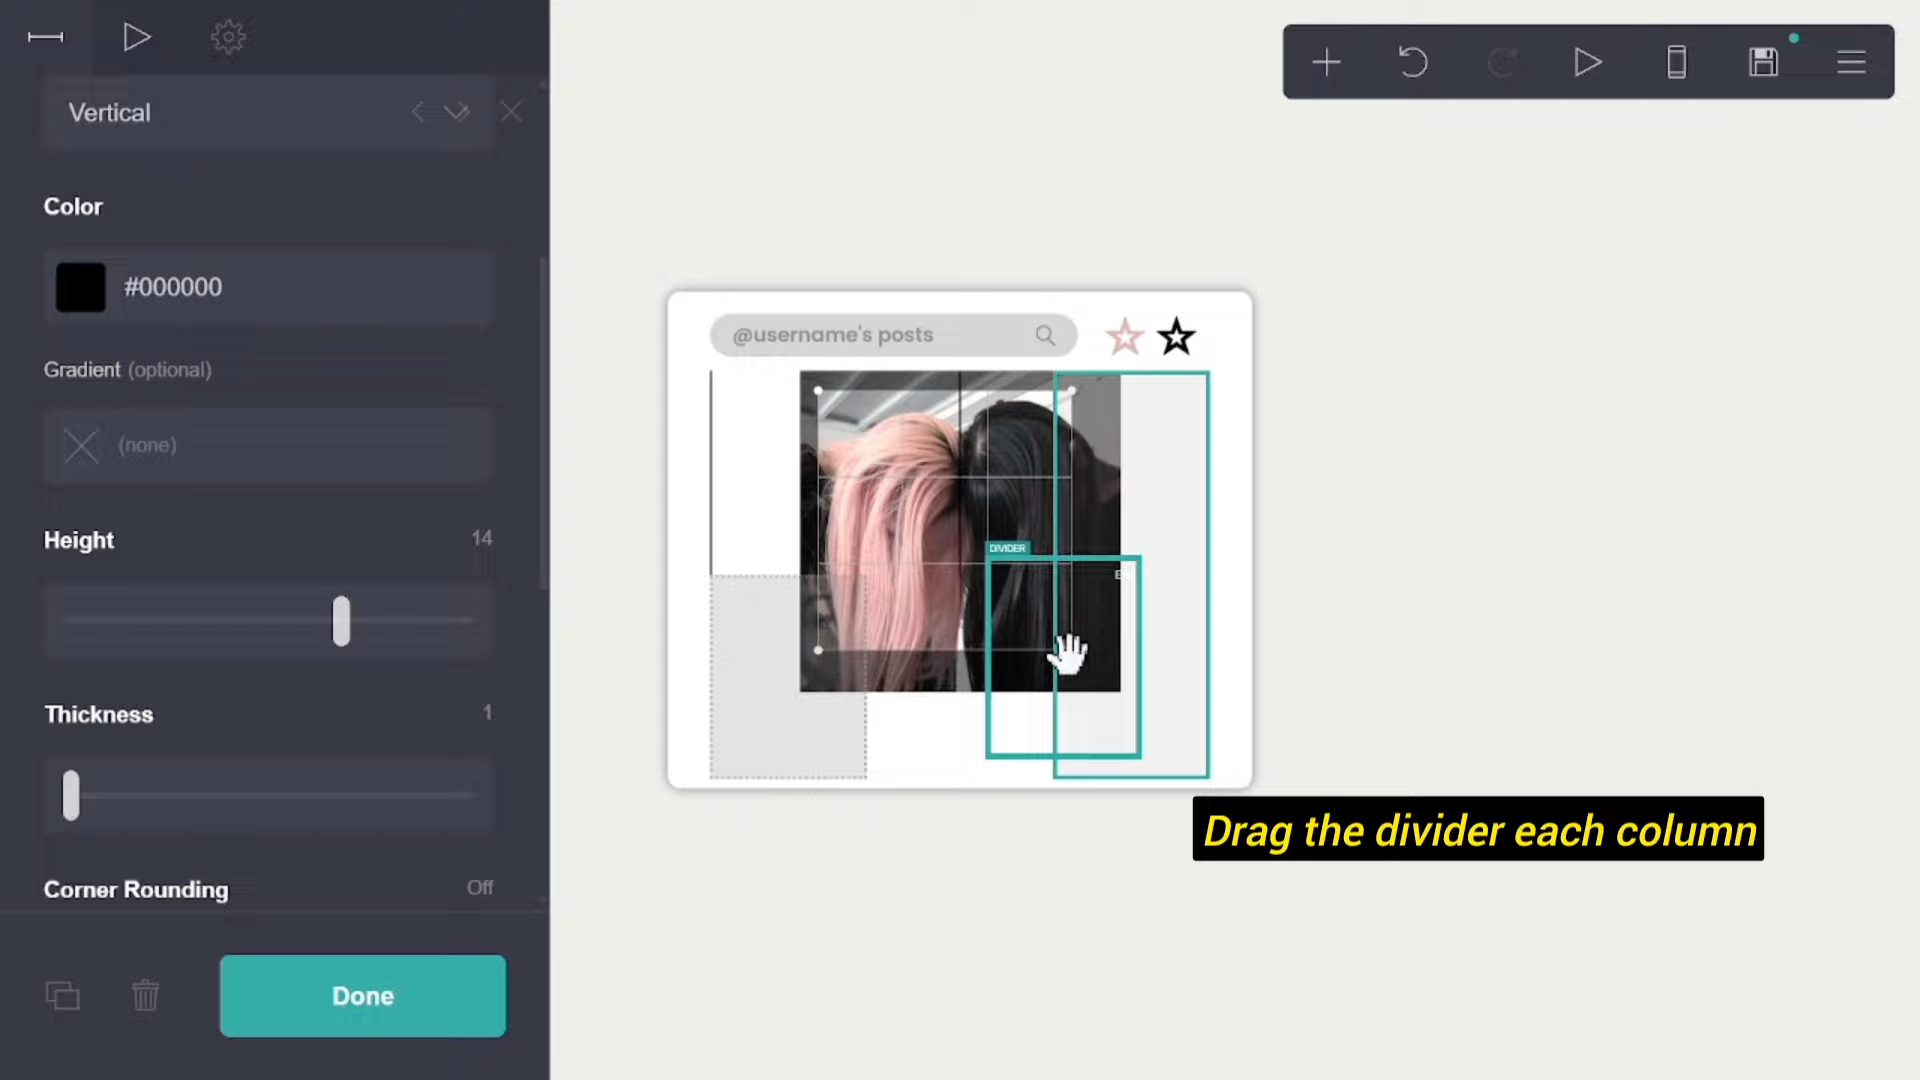 Vertical
Color
#000000
Gradient (optional)
(none)
Height
14
Thickness
1
Corner Rounding
Off
Done
@username's posts
DIVIDER
Drag the divider each column